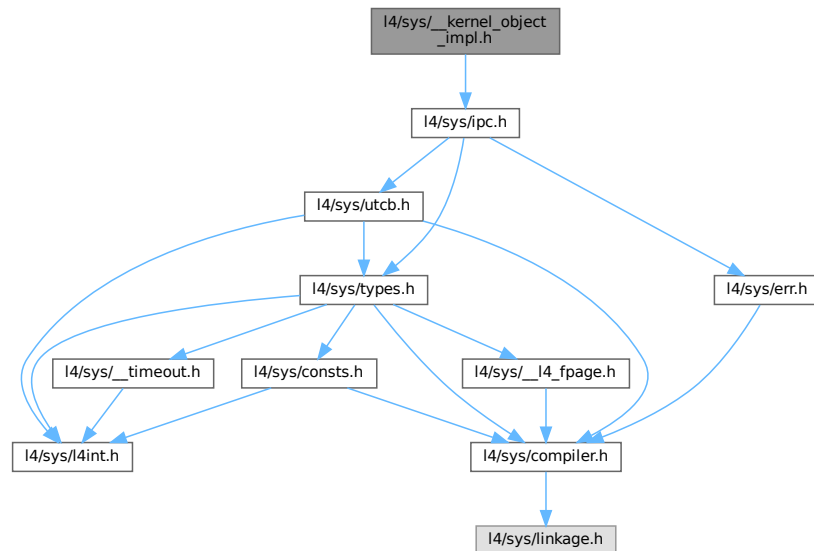 l4/sys/__kernel_object
_impl.h
l4/sys/ipc.h
l4/sys/utcb.h
l4/sys/types.h
l4/sys/err.h
l4/sys/__timeout.h
l4/sys/consts.h
l4/sys/__l4_fpage.h
l4/sys/l4int.h
l4/sys/compiler.h
l4/sys/linkage.h